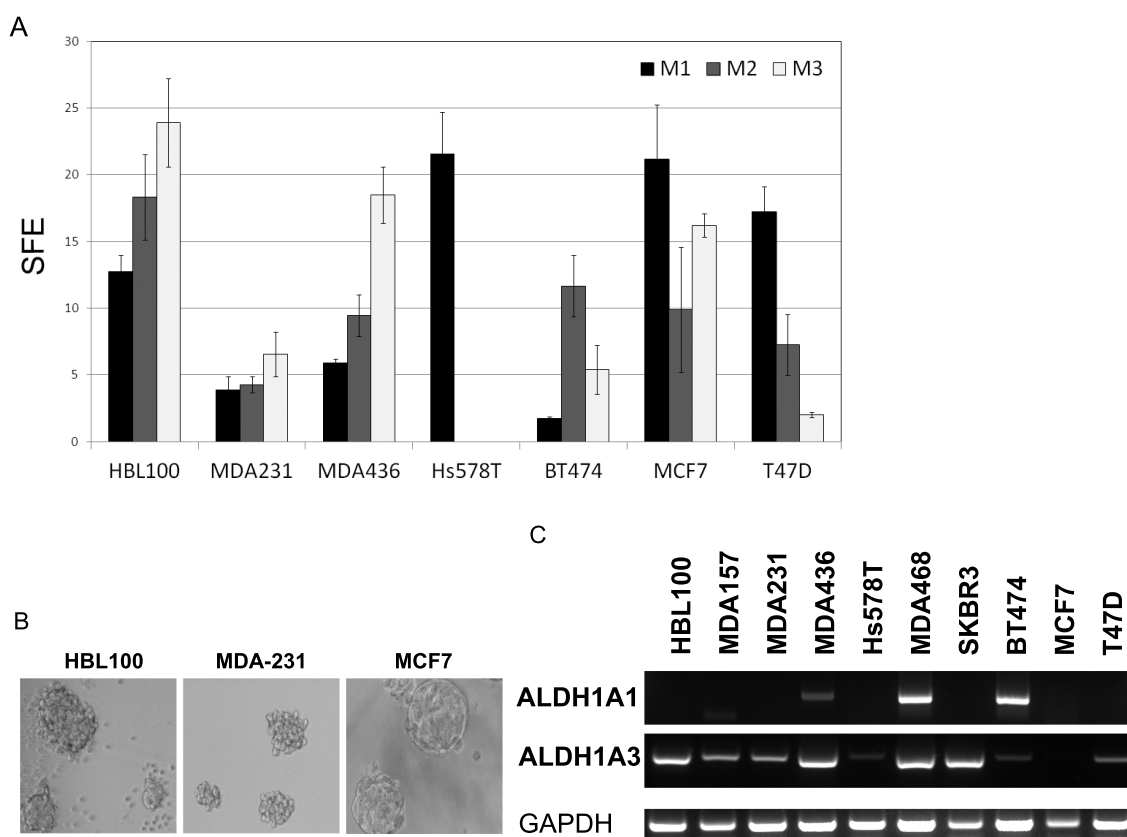 A
30
25
20
15
10
5
0
SFE
M1 M2 M3
HBL100 MDA231 MDA436 Hs578T BT474 MCF7 T47D
B
HBL100 MDA-231 MCF7
C
HBL100 MDA157 MDA231 MDA436 Hs578T MDA468 SKBR3 BT474 MCF7 T47D
ALDH1A1
ALDH1A3
GAPDH